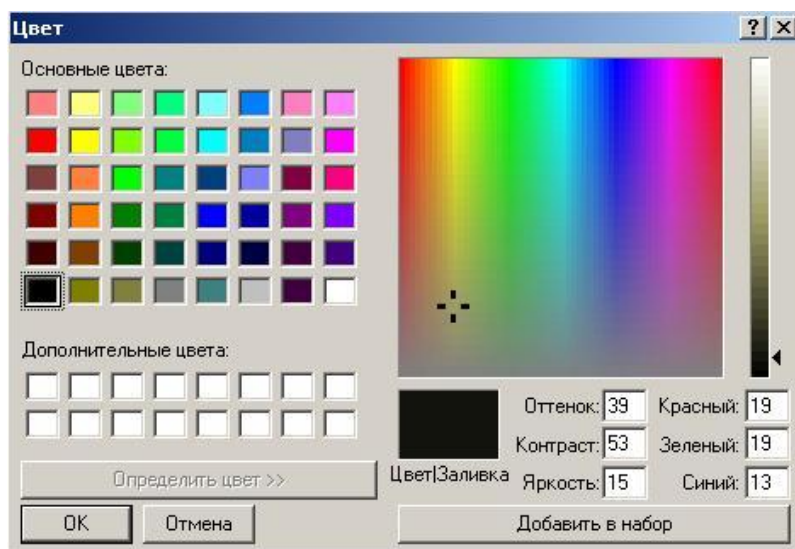 Цвет
Основные цвета:
Дополнительные цвета:
Определить цвет >>
OK
Отмена
Цвет|Заливка
Оттенок: 39
Контраст: 53
Яркость: 15
Красный: 19
Зеленый: 19
Синий: 13
Добавить в набор